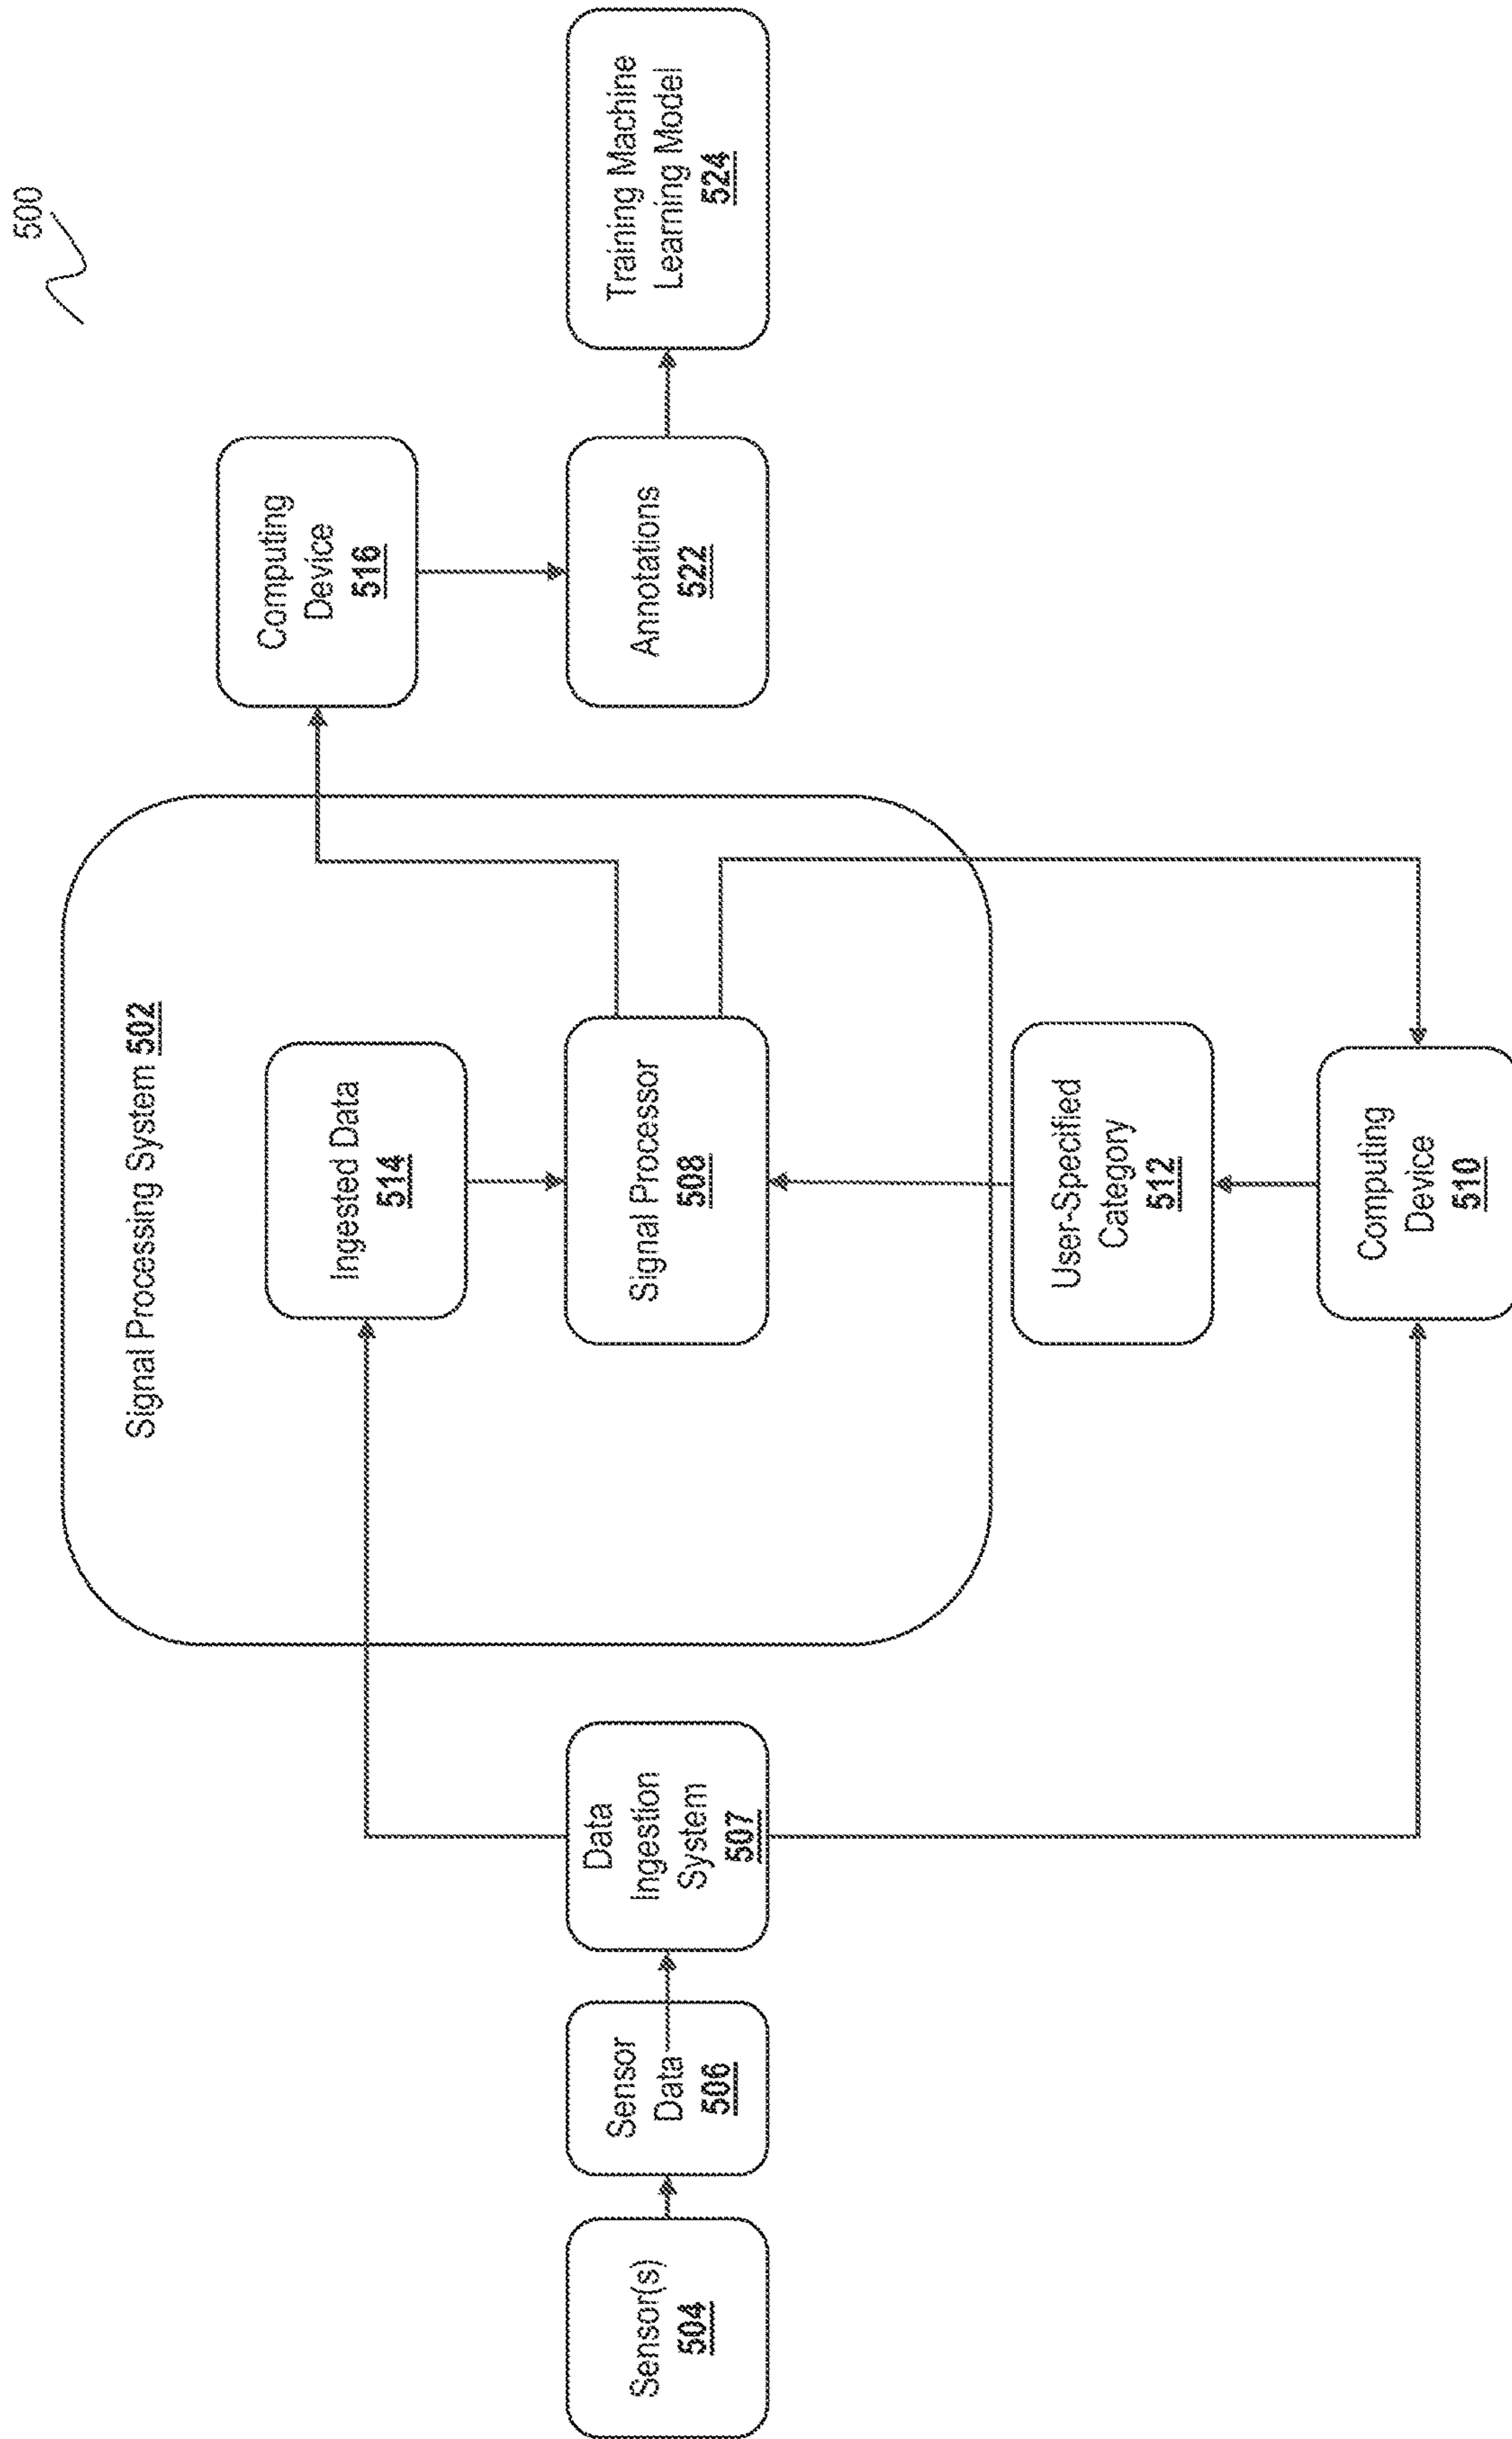 500
Signal Processing System 502
Sensor(s)
504
Sensor
Data
506
Data
Ingestion
System
507
Ingested Data
514
Signal Processor
508
User-Specified
Category
512
Computing
Device
510
Computing
Device
516
Annotations
522
Training Machine
Learning Model
524